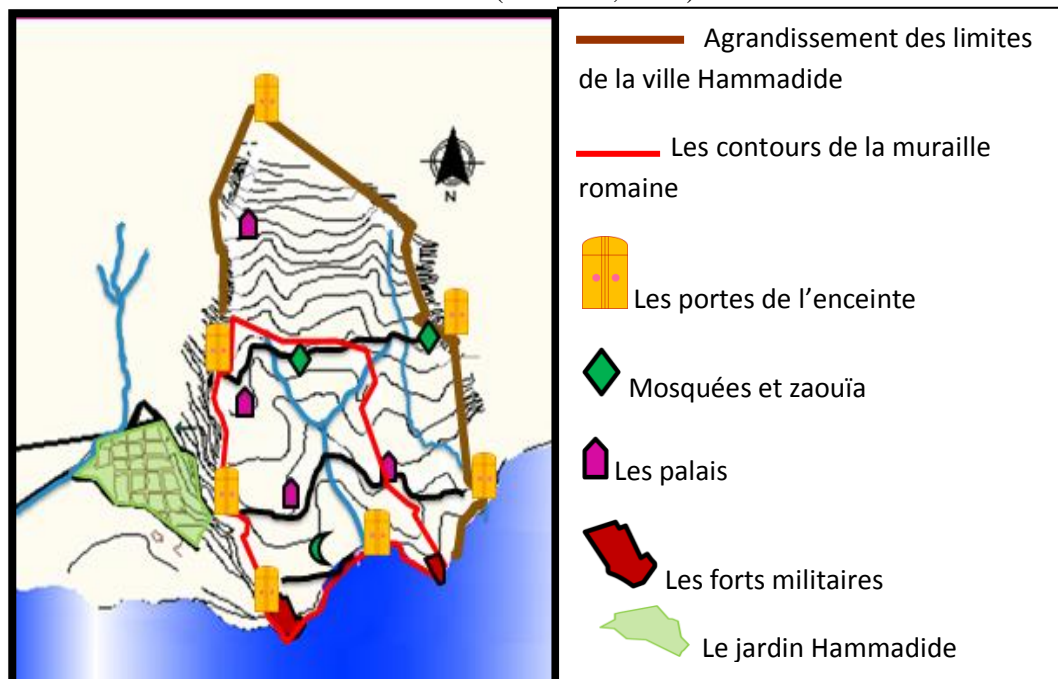 N
Agrandissement des limites
de la ville Hammadide
Les contours de la muraille
romaine
Les portes de l’enceinte
Mosquées et zaouïa
Les palais
Les forts militaires
Le jardin Hammadide